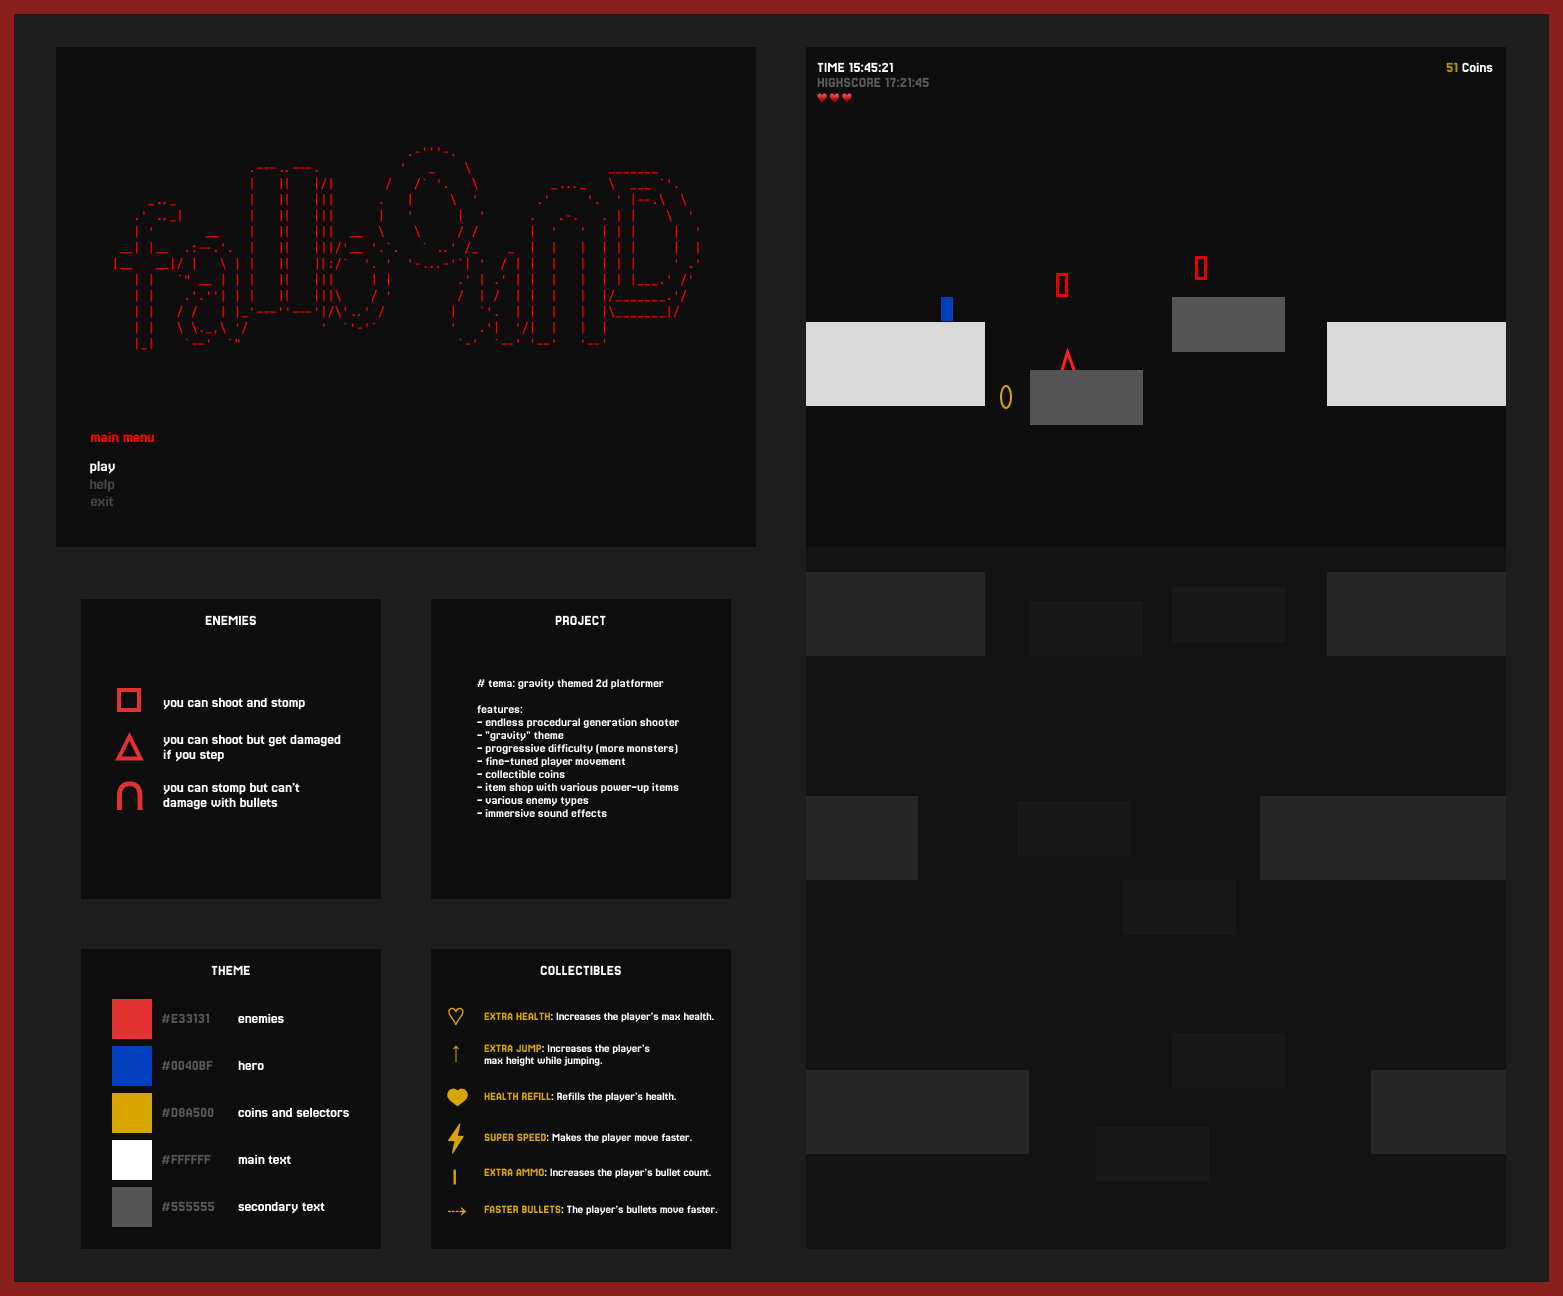 fallbounD
main menu
play
help
exit
TIME 15:45:21
51 Coins
HIGHSCORE 17:21:45
ENEMIES
you can shoot and stomp
you can shoot but get damaged
if you step
you can stomp but can't
damage with bullets
PROJECT
# tema: gravity themed 2d platformer
features:
- endless procedural generation shooter
- "gravity" theme
- progressive difficulty (more monsters)
- fine-tuned player movement
- collectible coins
- item shop with various power-up items
- various enemy types
- immersive sound effects
THEME
#E33131 enemies
#0040BF hero
#D8A500 coins and selectors
#FFFFFF main text
#555555 secondary text
COLLECTIBLES
EXTRA HEALTH: Increases the player's max health.
EXTRA JUMP: Increases the player's
max height while jumping.
HEALTH REFILL: Refills the player's health.
SUPER SPEED: Makes the player move faster.
EXTRA AMMO: Increases the player's bullet count.
FASTER BULLETS: The player's bullets move faster.